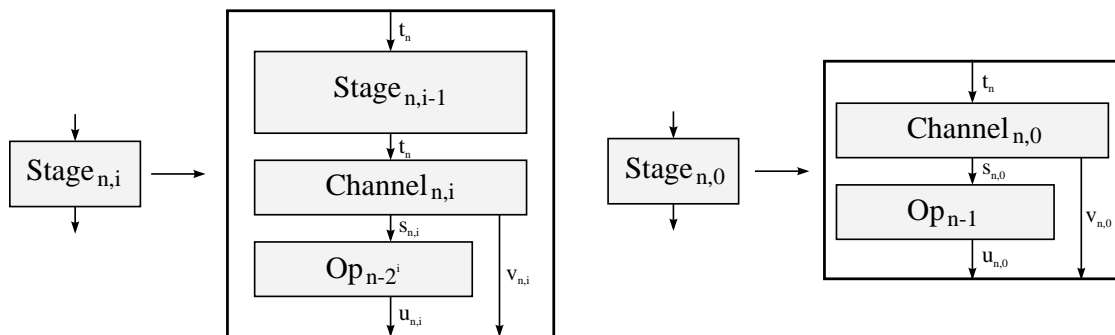 Stage_{n,i}
t_n
Stage_{n,i-1}
t_n
Channel_{n,i}
s_{n,i}
Op_{n-2^i}
v_{n,i}
u_{n,i}
Stage_{n,0}
t_n
Channel_{n,0}
s_{n,0}
Op_{n-1}
v_{n,0}
u_{n,0}